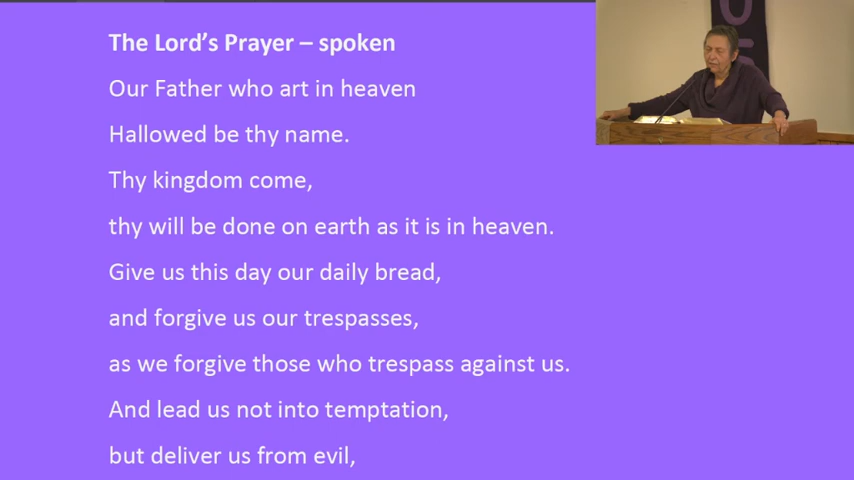 The Lord’s Prayer – spoken
Our Father who art in heaven
Hallowed be thy name.
Thy kingdom come,
thy will be done on earth as it is in heaven.
Give us this day our daily bread,
and forgive us our trespasses,
as we forgive those who trespass against us.
And lead us not into temptation,
but deliver us from evil,